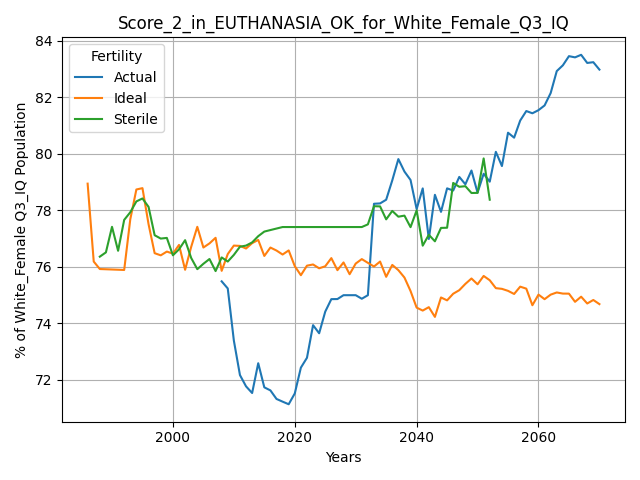 Score_2_in_EUTHANASIA_OK_for_White_Female_Q3_IQ
Fertility
Actual
Ideal
Sterile
84
82
80
78
76
74
72
% of White_Female Q3_IQ Population
2000
2020
2040
2060
Years